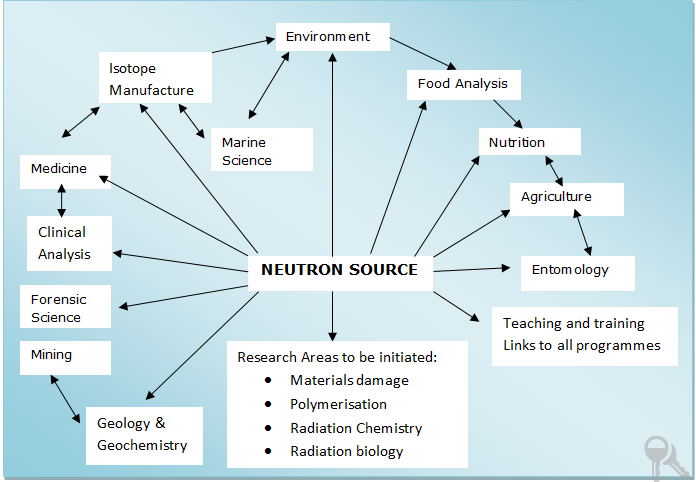 Environment
Isotope
Manufacture
Food Analysis
Marine
Science
Nutrition
Medicine
Agriculture
Clinical
Analysis
NEUTRON SOURCE
Entomology
Forensic
Science
Teaching and training
Links to all programmes
Mining
Research Areas to be initiated:
• Materials damage
• Polymerisation
• Radiation Chemistry
• Radiation biology
Geology &
Geochemistry